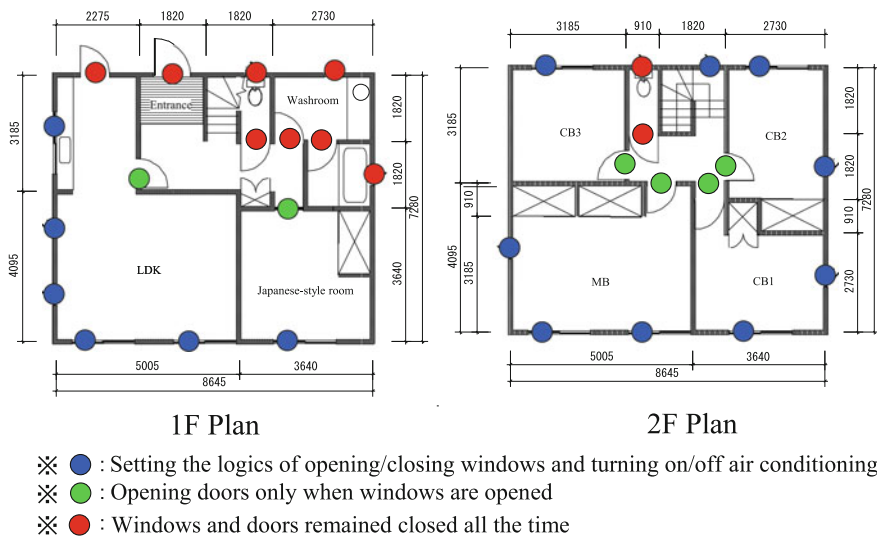 2275 1820 1820 2730
3185 910 1820 2730
Entrance
Washroom
3185
1820
1820
7280
4095
3640
LDK
Japanese-style room
5005 3640
8645
CB3
CB2
3185
1820
1820
910
7280
910
4095
3185
2730
MB
CB1
5005 3640
8645
1F Plan
2F Plan
※ : Setting the logics of opening/closing windows and turning on/off air conditioning
※ : Opening doors only when windows are opened
※ : Windows and doors remained closed all the time